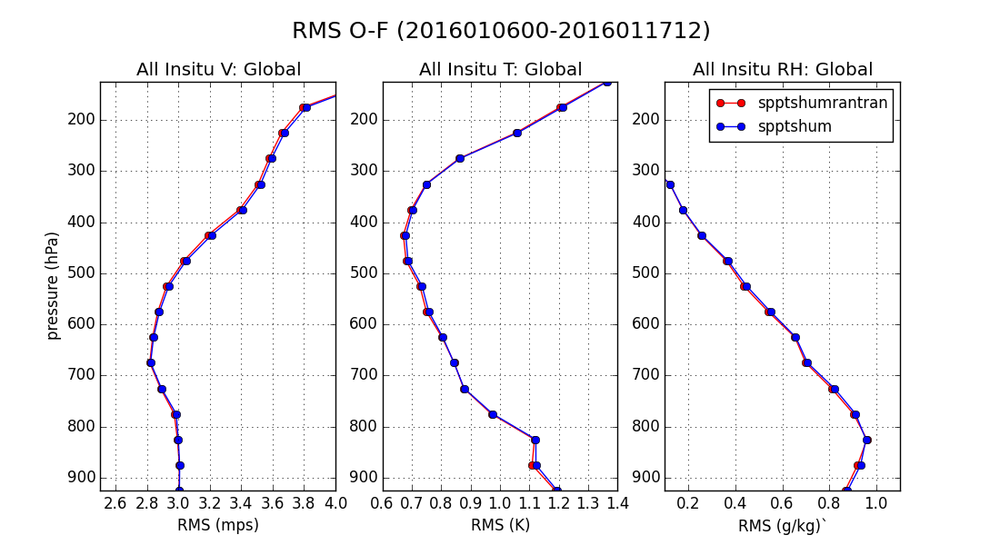 RMS O-F (2016010600-2016011712)
All Insitu V: Global
All Insitu T: Global
All Insitu RH: Global
spptshumrantran
spptshum
pressure (hPa)
200
300
400
500
600
700
800
900
2.6 2.8 3.0 3.2 3.4 3.6 3.8 4.0
RMS (mps)
200
300
400
500
600
700
800
900
0.6 0.7 0.8 0.9 1.0 1.1 1.2 1.3 1.4
RMS (K)
200
300
400
500
600
700
800
900
0.2 0.4 0.6 0.8 1.0
RMS (g/kg)`